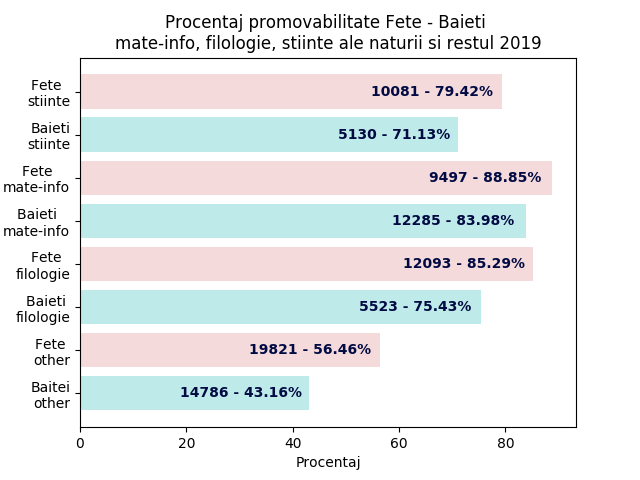 Procentaj promovabilitate Fete - Baieti
mate-info, filologie, stiinte ale naturii si restul 2019
Fete
stiinte
10081 - 79.42%
Baieti
stiinte
5130 - 71.13%
Fete
mate-info
9497 - 88.85%
Baieti
mate-info
12285 - 83.98%
Fete
filologie
12093 - 85.29%
Baieti
filologie
5523 - 75.43%
Fete
other
19821 - 56.46%
Baitei
other
14786 - 43.16%
0 20 40 60 80
Procentaj